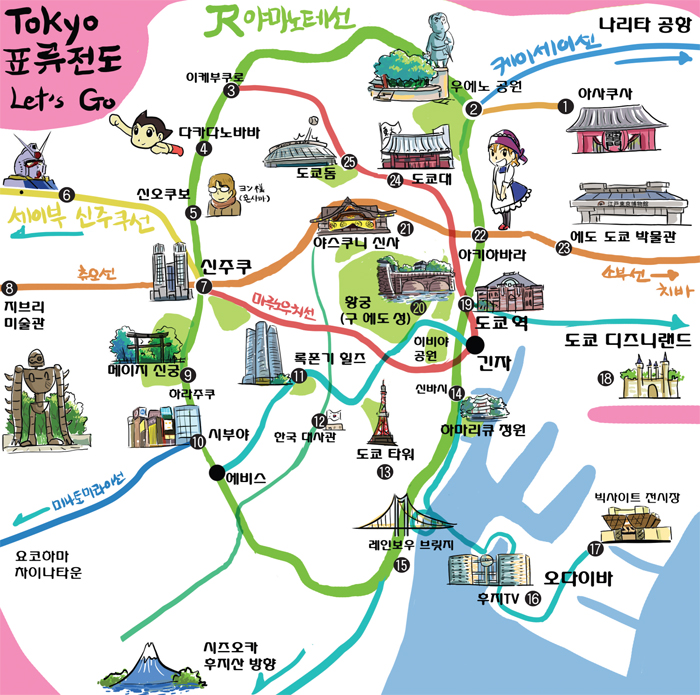 Tokyo
표류전도
Let's Go
JR 야마노테선
나리타 공항
케이세이선
이케부쿠로
3
우에노 공원
2
아사쿠사
1
다카다노바바
4
도쿄돔
25
도쿄대
24
6
세이부 신주쿠선
신오쿠보
5
ヨン様
(욘사마)
江戸東京博物館
에도 도쿄 박물관
23
야스쿠니 신사
21
22
아키아바라
소부선
치바
츄오선
8
지브리
미술관
신주쿠
7
마루노우치선
황궁
(구 에도 성)
20
19
도쿄 역
도쿄 디즈니랜드
18
히비야
공원
긴자
메이지 신궁
9
하라주쿠
록폰기 힐즈
11
신바시
14
하마리큐 정원
12
한국 대사관
도쿄 타워
13
10
시부야
에비스
미나토미라이선
요코하마
차이나타운
레인보우 브릿지
15
빅사이트 전시장
17
오다이바
후지TV
16
시즈오카
후지산 방향